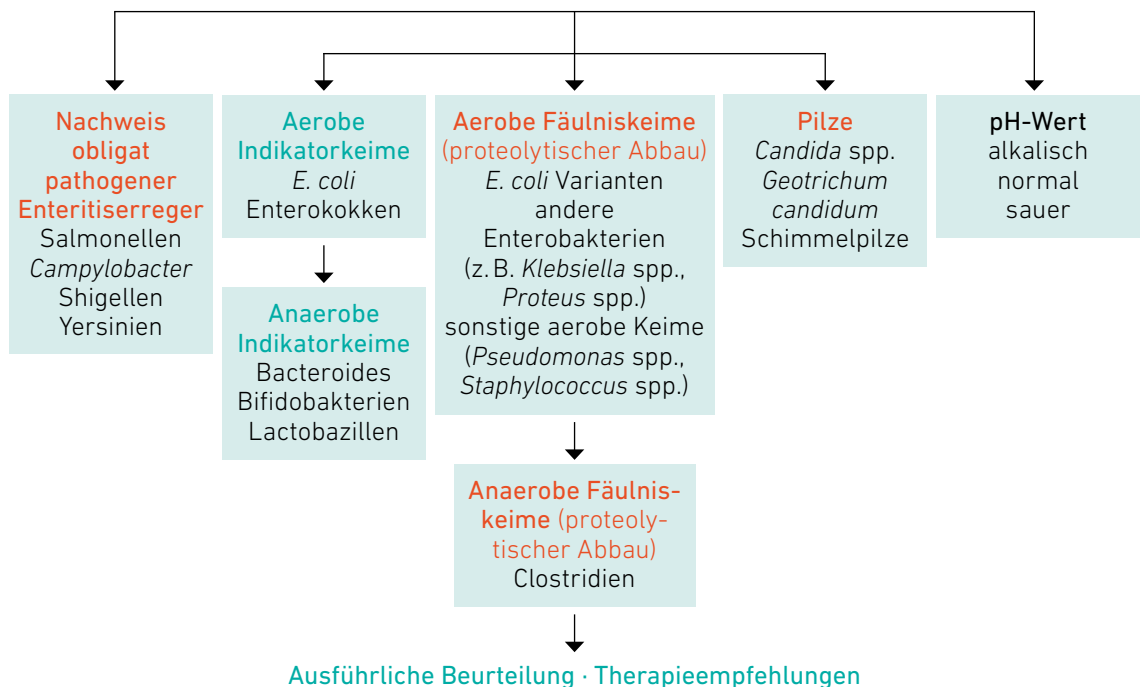 Nachweis
obligat
pathogener
Enteritiserreger
Salmonellen
Campylobacter
Shigellen
Yersinien
Aerobe
Indikatorkeime
E. coli
Enterokokken
Anaerobe
Indikatorkeime
Bacteroides
Bifidobakterien
Lactobazillen
Aerobe Fäulniskeime
(proteolytischer Abbau)
E. coli Varianten
andere
Enterobakterien
(z. B. Klebsiella spp.,
Proteus spp.)
sonstige aerobe Keime
(Pseudomonas spp.,
Staphylococcus spp.)
Anaerobe Fäulnis-
keime (proteoly-
tischer Abbau)
Clostridien
Pilze
Candida spp.
Geotrichum
candidum
Schimmelpilze
pH-Wert
alkalisch
normal
sauer
Ausführliche Beurteilung · Therapieempfehlungen